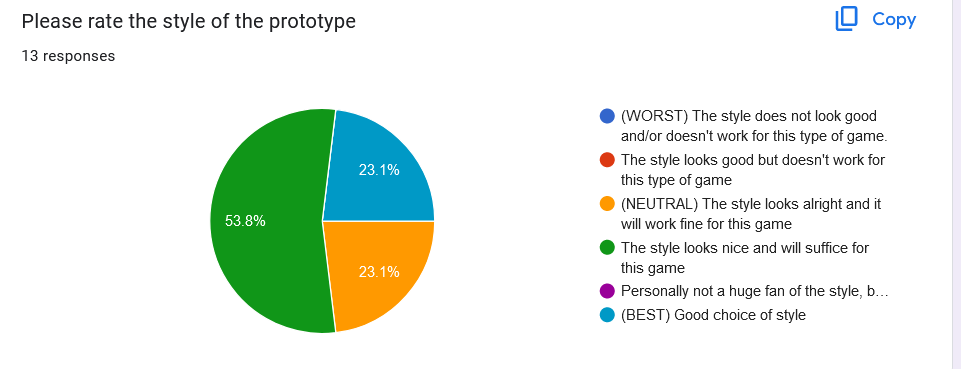 Please rate the style of the prototype
Copy
13 responses
23.1%
53.8%
23.1%
(WORST) The style does not look good
and/or doesn't work for this type of game.
The style looks good but doesn't work for
this type of game
(NEUTRAL) The style looks alright and it
will work fine for this game
The style looks nice and will suffice for
this game
Personally not a huge fan of the style, b...
(BEST) Good choice of style